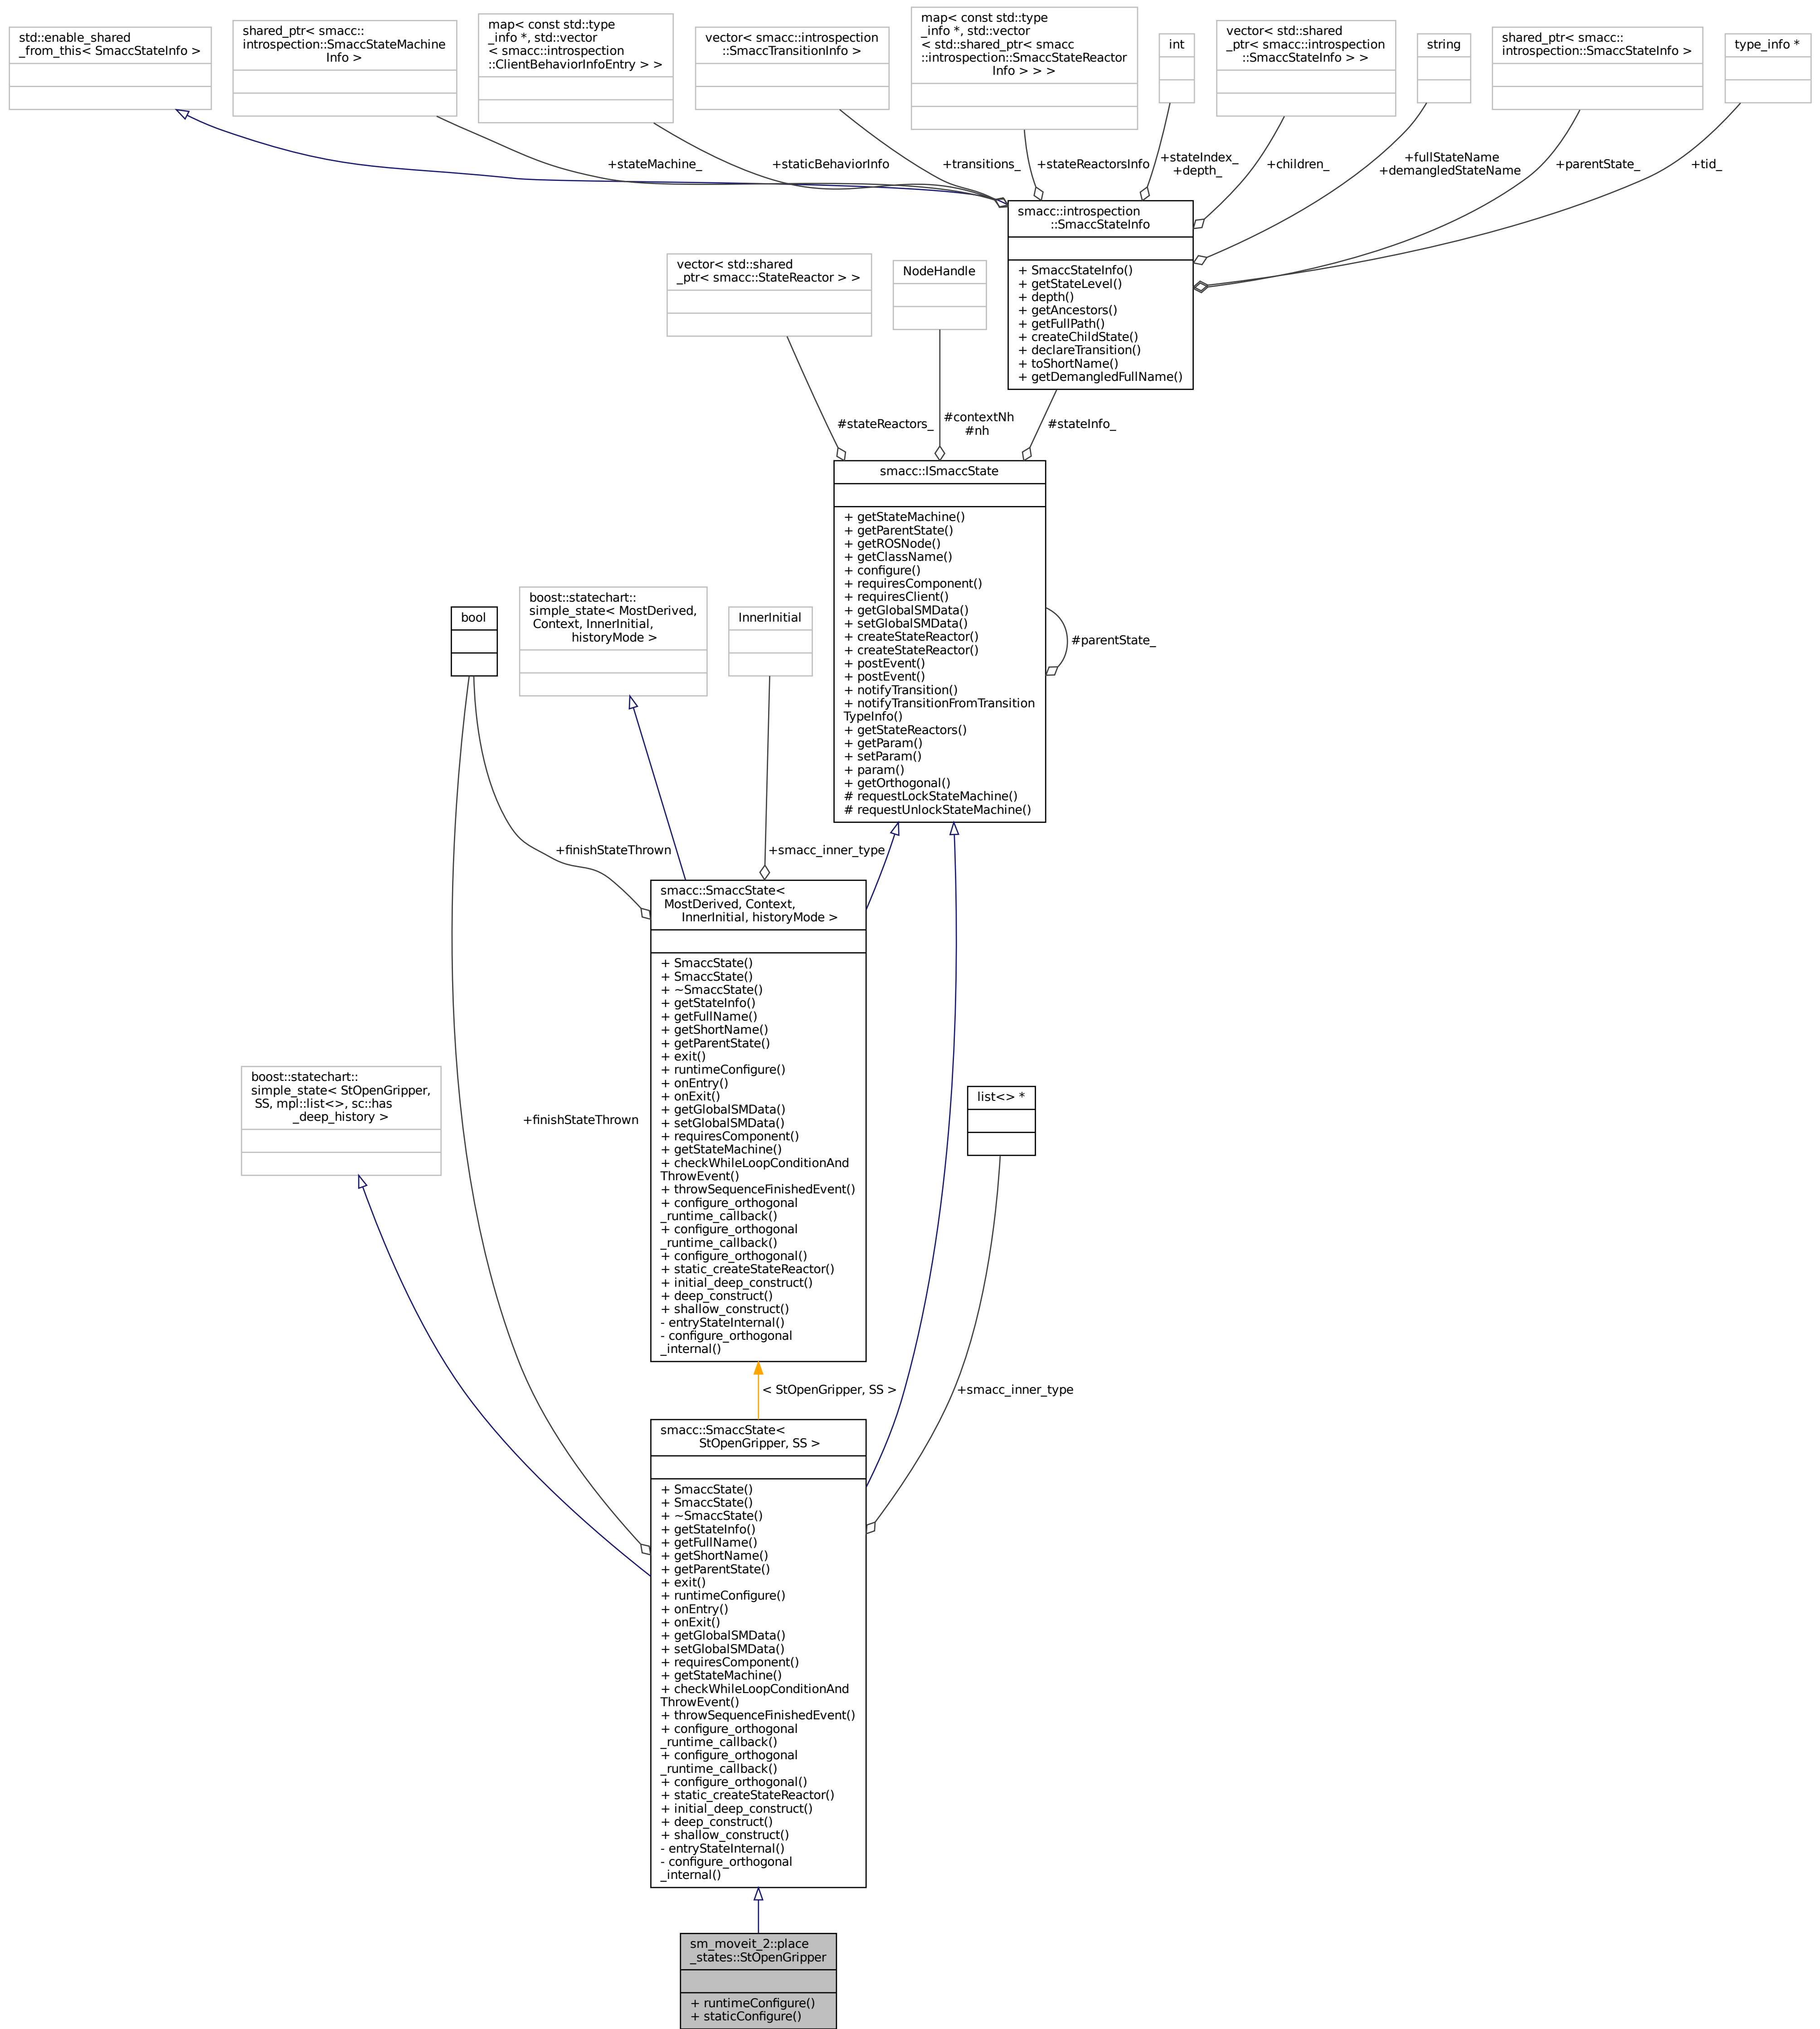 std::enable_shared
_from_this< SmaccStateInfo >
shared_ptr< smacc::
introspection::SmaccStateMachine
Info >
map< const std::type
_info *, std::vector
< smacc::introspection
::ClientBehaviorInfoEntry > >
vector< smacc::introspection
::SmaccTransitionInfo >
map< const std::type
_info *, std::vector
< std::shared_ptr< smacc
::introspection::SmaccStateReactor
Info > > >
int
vector< std::shared
_ptr< smacc::introspection
::SmaccStateInfo > >
string
shared_ptr< smacc::
introspection::SmaccStateInfo >
type_info *
+stateMachine_
+staticBehaviorInfo
+transitions_
+stateReactorsInfo
+stateIndex_
+depth_
+children_
+fullStateName
+demangledStateName
+parentState_
+tid_
smacc::introspection
::SmaccStateInfo
+ SmaccStateInfo()
+ getStateLevel()
+ depth()
+ getAncestors()
+ getFullPath()
+ createChildState()
+ declareTransition()
+ toShortName()
+ getDemangledFullName()
vector< std::shared
_ptr< smacc::StateReactor > >
NodeHandle
#stateReactors_
#contextNh
#nh
#stateInfo_
smacc::ISmaccState
+ getStateMachine()
+ getParentState()
+ getROSNode()
+ getClassName()
+ configure()
+ requiresComponent()
+ requiresClient()
+ getGlobalSMData()
+ setGlobalSMData()
+ createStateReactor()
+ createStateReactor()
+ postEvent()
+ postEvent()
+ notifyTransition()
+ notifyTransitionFromTransition
TypeInfo()
+ getStateReactors()
+ getParam()
+ setParam()
+ param()
+ getOrthogonal()
# requestLockStateMachine()
# requestUnlockStateMachine()
#parentState_
bool
boost::statechart::
simple_state< MostDerived,
Context, InnerInitial,
historyMode >
InnerInitial
+finishStateThrown
+smacc_inner_type
smacc::SmaccState<
MostDerived, Context,
InnerInitial, historyMode >
+ SmaccState()
+ SmaccState()
+ ~SmaccState()
+ getStateInfo()
+ getFullName()
+ getShortName()
+ getParentState()
+ exit()
+ runtimeConfigure()
+ onEntry()
+ onExit()
+ getGlobalSMData()
+ setGlobalSMData()
+ requiresComponent()
+ getStateMachine()
+ checkWhileLoopConditionAnd
ThrowEvent()
+ throwSequenceFinishedEvent()
+ configure_orthogonal
_runtime_callback()
+ configure_orthogonal
_runtime_callback()
+ configure_orthogonal()
+ static_createStateReactor()
+ initial_deep_construct()
+ deep_construct()
+ shallow_construct()
- entryStateInternal()
- configure_orthogonal
_internal()
boost::statechart::
simple_state< StOpenGripper,
SS, mpl::list<>, sc::has
_deep_history >
+finishStateThrown
list<> *
< StOpenGripper, SS >
+smacc_inner_type
smacc::SmaccState<
StOpenGripper, SS >
+ SmaccState()
+ SmaccState()
+ ~SmaccState()
+ getStateInfo()
+ getFullName()
+ getShortName()
+ getParentState()
+ exit()
+ runtimeConfigure()
+ onEntry()
+ onExit()
+ getGlobalSMData()
+ setGlobalSMData()
+ requiresComponent()
+ getStateMachine()
+ checkWhileLoopConditionAnd
ThrowEvent()
+ throwSequenceFinishedEvent()
+ configure_orthogonal
_runtime_callback()
+ configure_orthogonal
_runtime_callback()
+ configure_orthogonal()
+ static_createStateReactor()
+ initial_deep_construct()
+ deep_construct()
+ shallow_construct()
- entryStateInternal()
- configure_orthogonal
_internal()
sm_moveit_2::place
_states::StOpenGripper
+ runtimeConfigure()
+ staticConfigure()